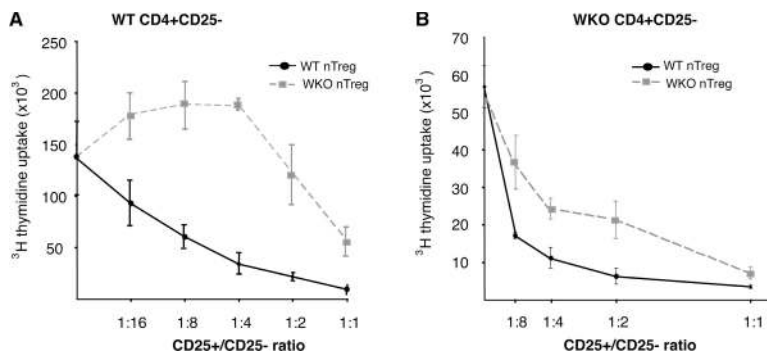 A
WT CD4+CD25-
³H thymidine uptake (x10³)
250
200
150
100
50
WT nTreg
WKO nTreg
1:16 1:8 1:4 1:2 1:1
CD25+/CD25- ratio
B
WKO CD4+CD25-
³H thymidine uptake (x10³)
70
60
50
40
30
20
10
WT nTreg
WKO nTreg
1:8 1:4 1:2 1:1
CD25+/CD25- ratio